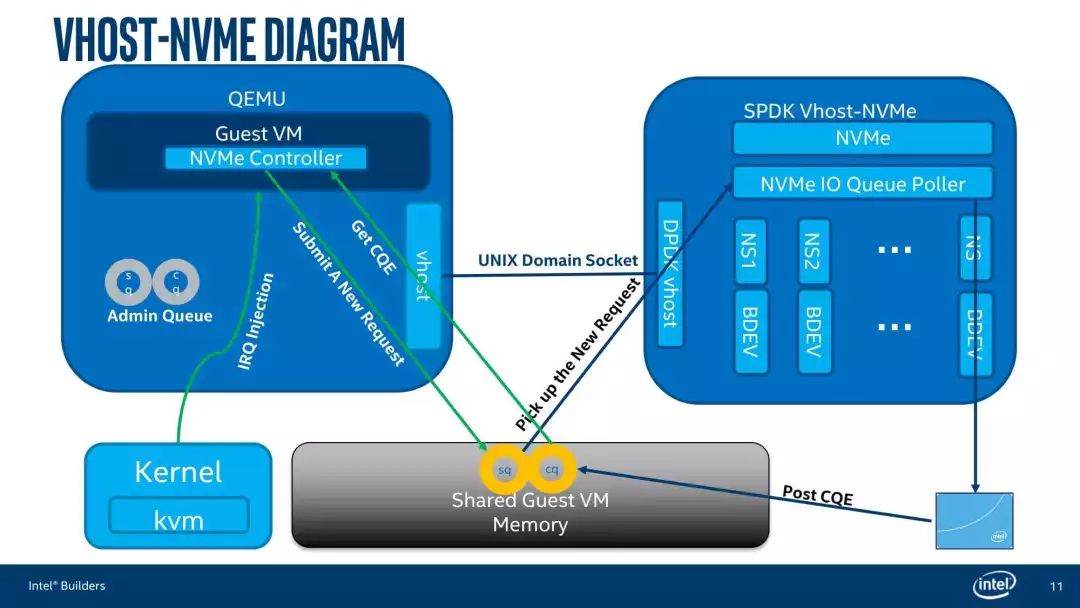 VHOST-NVME DIAGRAM
QEMU
Guest VM
NVMe Controller
Submit A New Request
Get CQE
vhost
IRQ Injection
sq
cq
Admin Queue
UNIX Domain Socket
SPDK Vhost-NVMe
NVMe
NVMe IO Queue Poller
DPDK vhost
NS1
NS2
...
NS
BDEV
BDEV
...
BDEV
Pick up the New Request
Kernel
kvm
sq
cq
Shared Guest VM
Memory
Post CQE
intel
Intel® Builders
intel
11